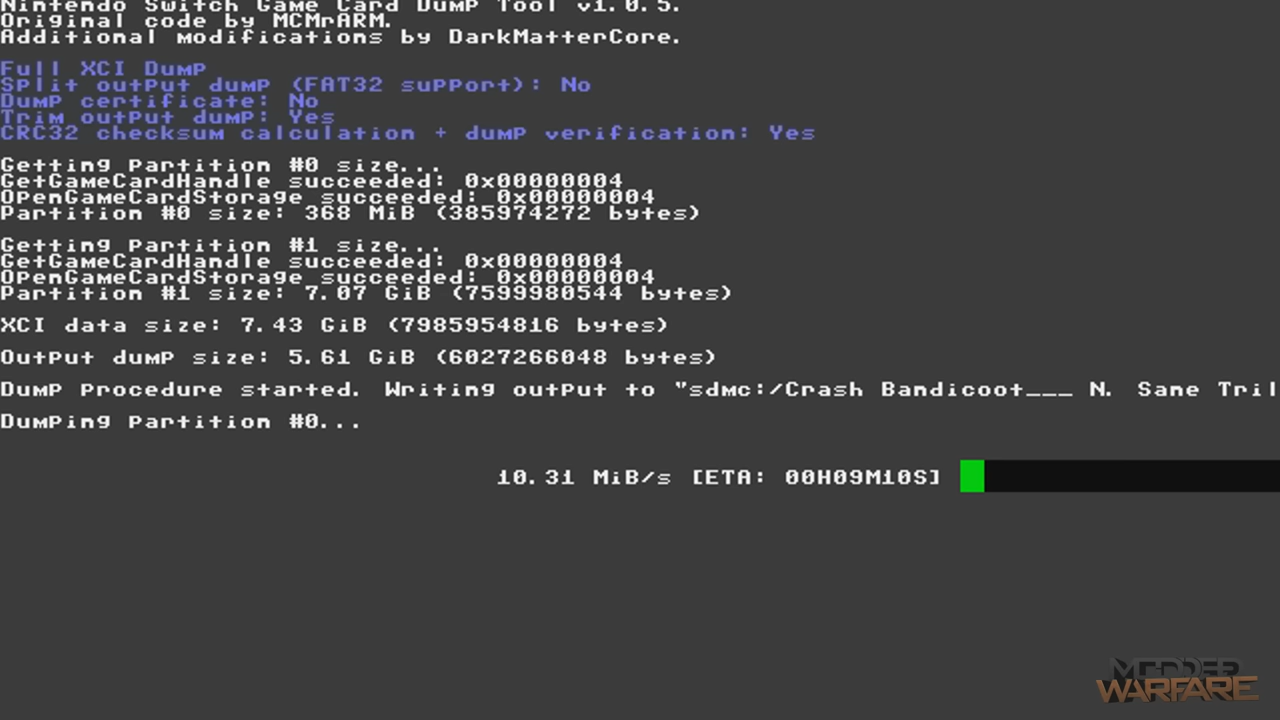 Nintendo Switch Game Card Dump Tool v1.0.5.
Original code by MCMrARM.
Additional modifications by DarkMatterCore.
Full XCI Dump
Split output dump (FAT32 support): No
Dump certificate: No
Trim output dump: Yes
CRC32 checksum calculation + dump verification: Yes
Getting partition #0 size...
GetGameCardHandle succeeded: 0x00000004
OpenGameCardStorage succeeded: 0x00000004
Partition #0 size: 368 MiB (385974272 bytes)
Getting partition #1 size...
GetGameCardHandle succeeded: 0x00000004
OpenGameCardStorage succeeded: 0x00000004
Partition #1 size: 7.07 GiB (7599980544 bytes)
XCI data size: 7.43 GiB (7985954816 bytes)
Output dump size: 5.61 GiB (6027266048 bytes)
Dump procedure started. Writing output to "sdmc:/Crash Bandicoot___ N. Sane Tril
Dumping partition #0...
10.31 MiB/s [ETA: 00H09M10S]
MODDER
WARFARE